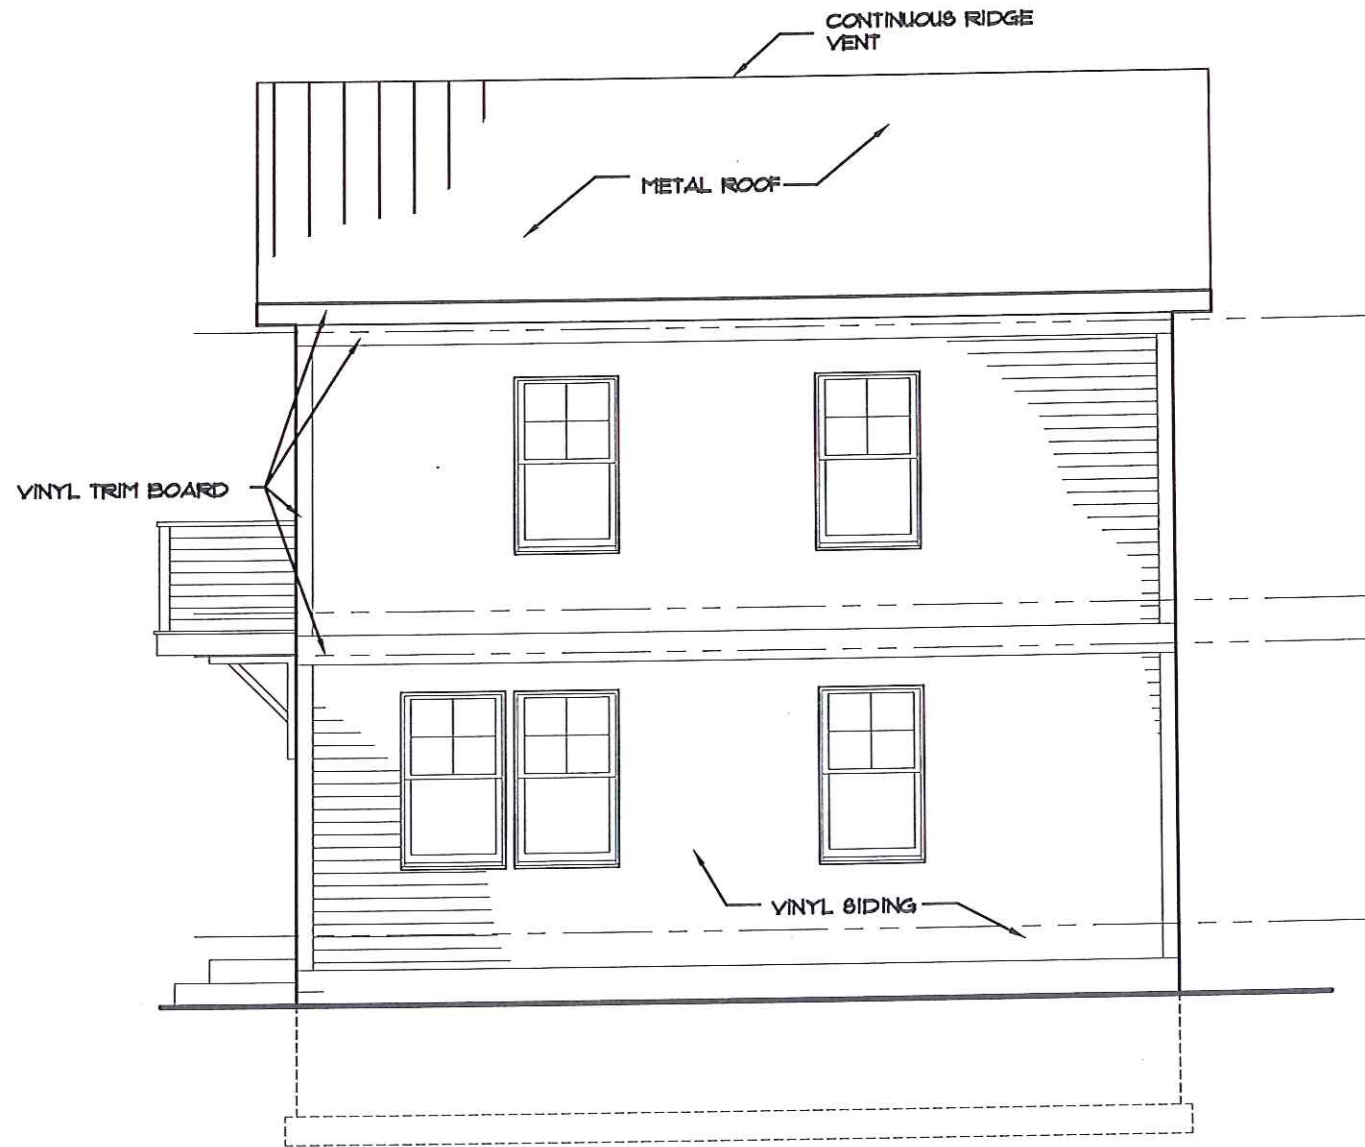 CONTINUOUS RIDGE
VENT
METAL ROOF
VINYL TRIM BOARD
VINYL SIDING